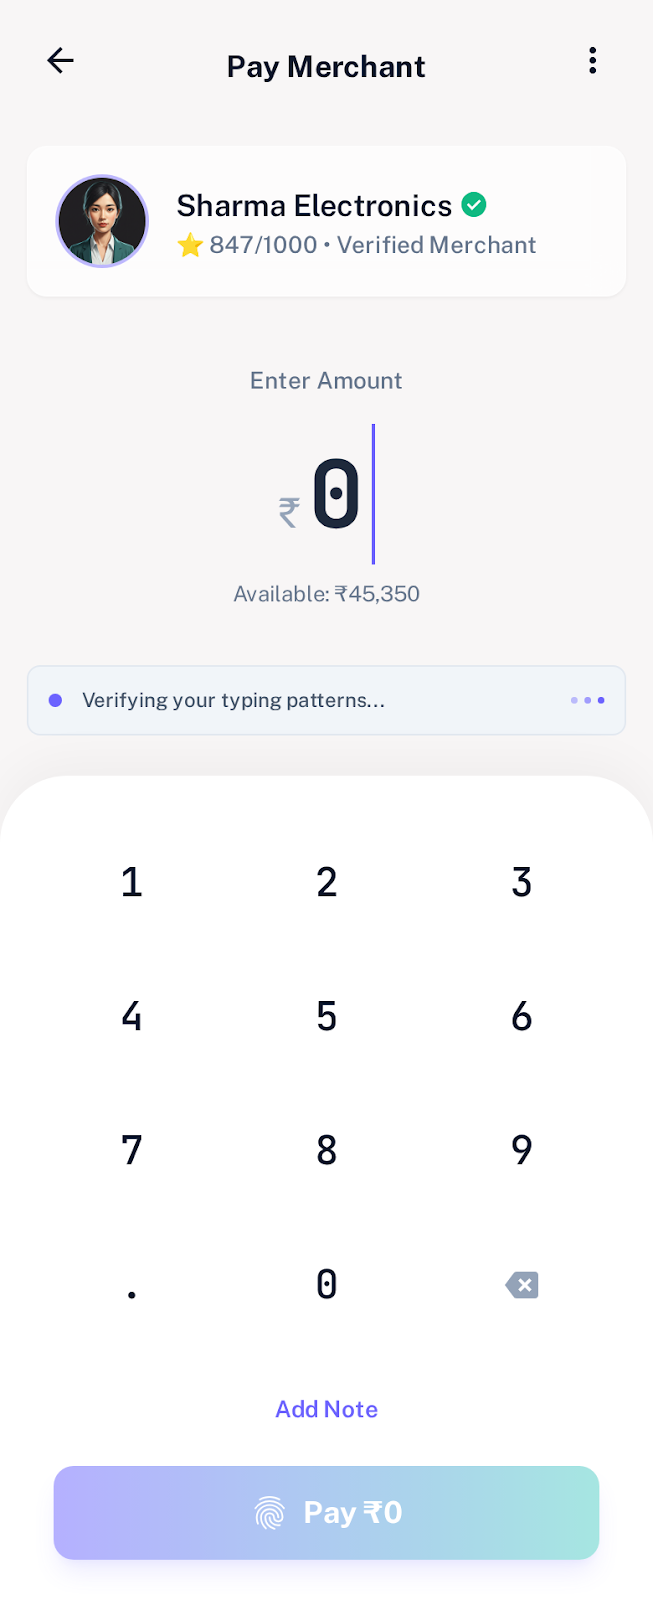 Pay Merchant
Sharma Electronics
⭐ 847/1000 • Verified Merchant
Enter Amount
₹ 0
Available: ₹45,350
Verifying your typing patterns...
1 2 3
4 5 6
7 8 9
. 0
Add Note
Pay ₹0